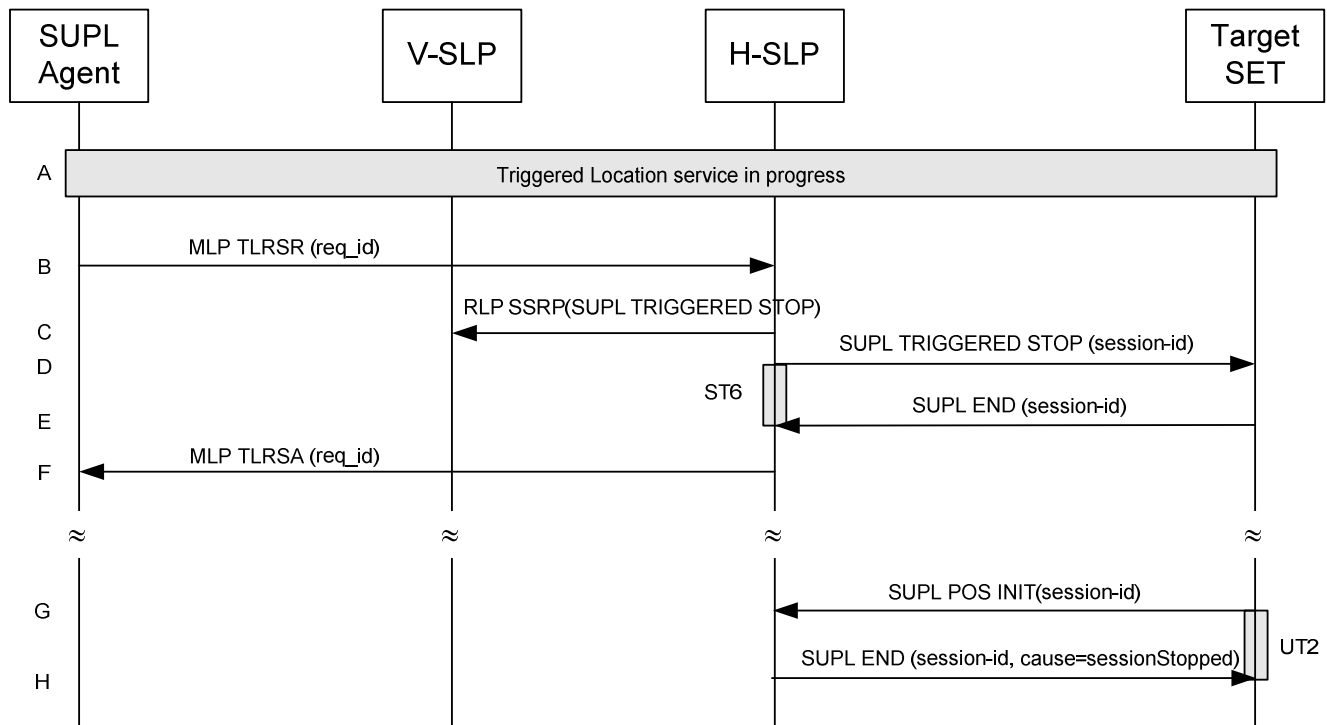 SUPL
Agent
V-SLP
H-SLP
Target
SET
A
Triggered Location service in progress
B
MLP TLRSR (req_id)
C
RLP SSRP(SUPL TRIGGERED STOP)
D
SUPL TRIGGERED STOP (session-id)
ST6
E
SUPL END (session-id)
F
MLP TLRSA (req_id)
≈
≈
≈
≈
G
SUPL POS INIT(session-id)
UT2
H
SUPL END (session-id, cause=sessionStopped)